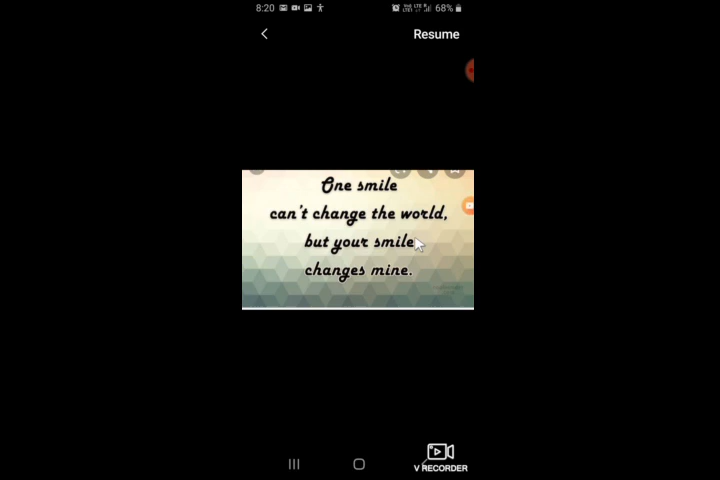 8:20
68%
Resume
One smile
can't change the world,
but your smile
changes mine.
V RECORDER